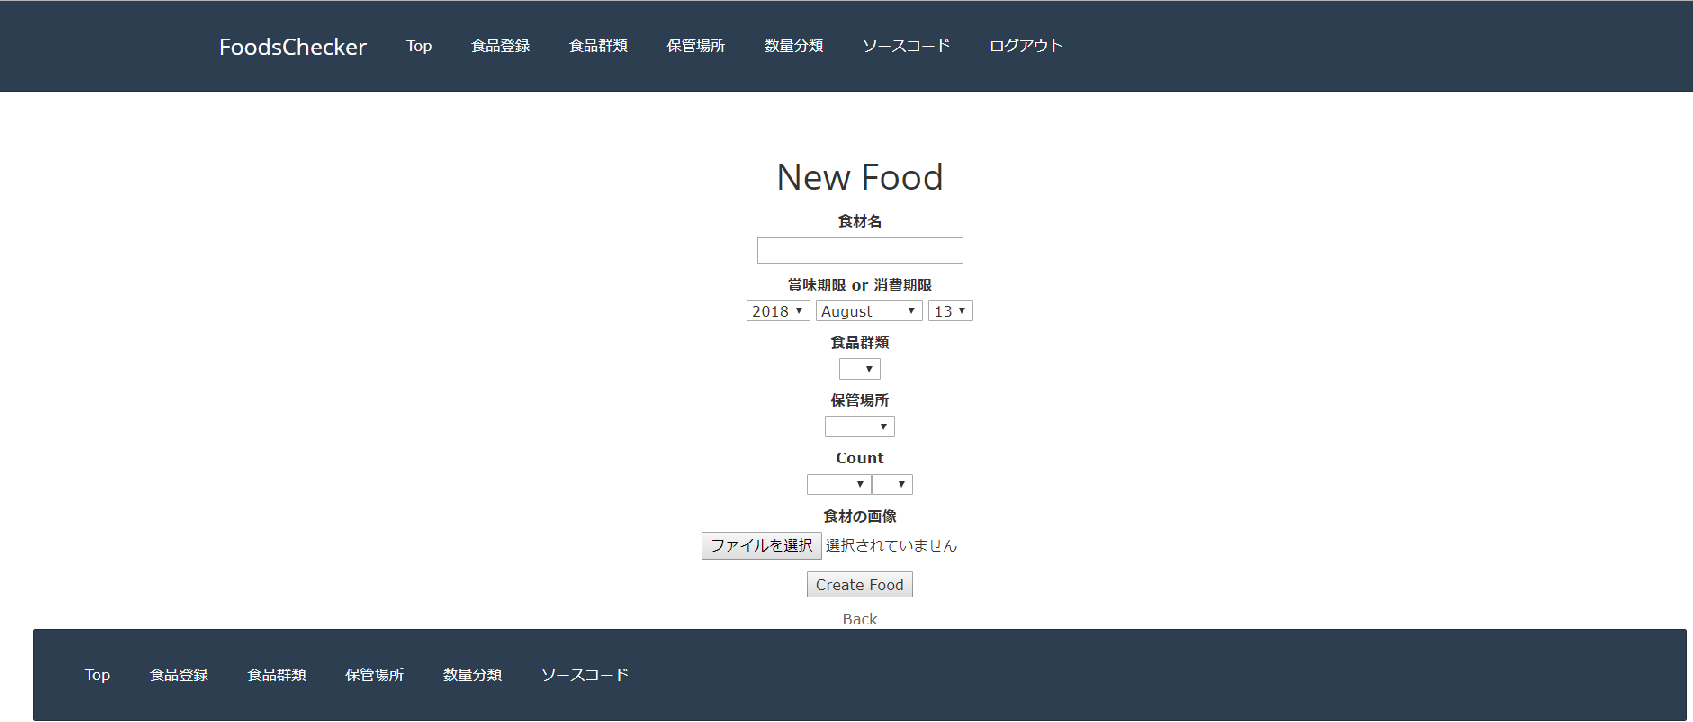 FoodsChecker Top 食品登録 食品群類 保管場所 数量分類 ソースコード ログアウト
New Food
食材名
賞味期限 or 消費期限
2018 August 13
食品群類
保管場所
Count
食材の画像
ファイルを選択 選択されていません
Create Food
Back
Top 食品登録 食品群類 保管場所 数量分類 ソースコード